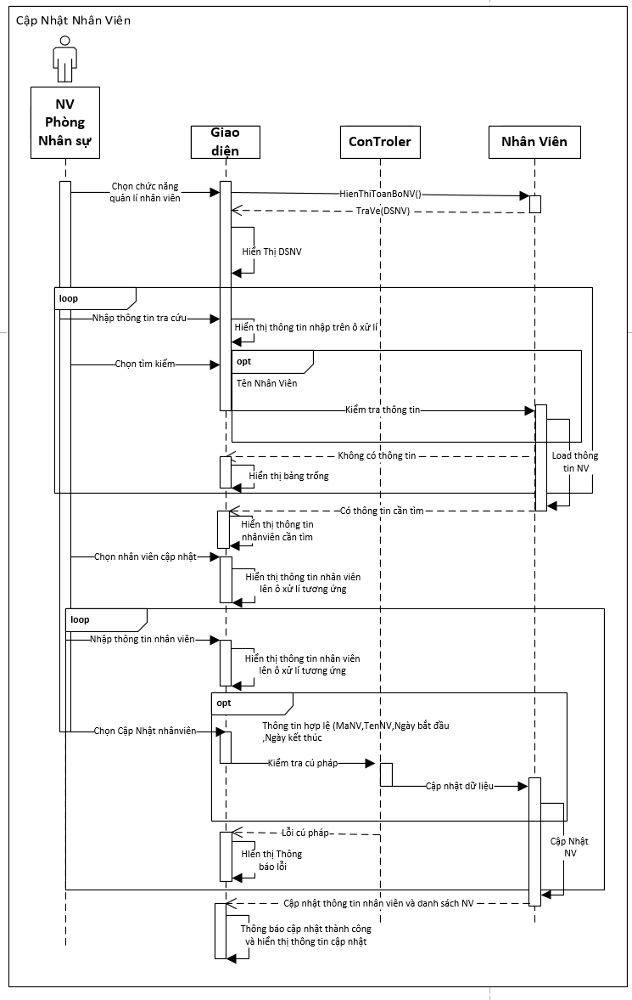 Cập Nhật Nhân Viên
NV
Phòng
Nhân sự
Giao
diện
ConTroler
Nhân Viên
Chọn chức năng
quản lí nhân viên
HienThiToanBoNV()
TraVe(DSNV)
Hiển Thị DSNV
loop
Nhập thông tin tra cứu
Hiển thị thông tin nhập trên ô xử lí
opt
Chọn tìm kiếm
Tên Nhân Viên
Kiểm tra thông tin
Không có thông tin
Load thông
tin NV
Hiển thị bảng trống
Có thông tin cần tìm
Hiển thị thông tin
nhânviên cần tìm
Chọn nhân viên cập nhật
Hiển thị thông tin nhân viên
lên ô xử lí tương ứng
loop
Nhập thông tin nhân viên
Hiển thị thông tin nhân viên
lên ô xử lí tương ứng
opt
Thông tin hợp lệ (MaNV,TenNV,Ngày bắt đầu
,Ngày kết thúc
Chọn Cập Nhật nhânviên
Kiểm tra cú pháp
Cập nhật dữ liệu
Lỗi cú pháp
Cập Nhật
NV
HIển thị Thông
báo lỗi
Cập nhật thông tin nhân viên và danh sách NV
Thông báo cập nhật thành công
và hiển thị thông tin cập nhật